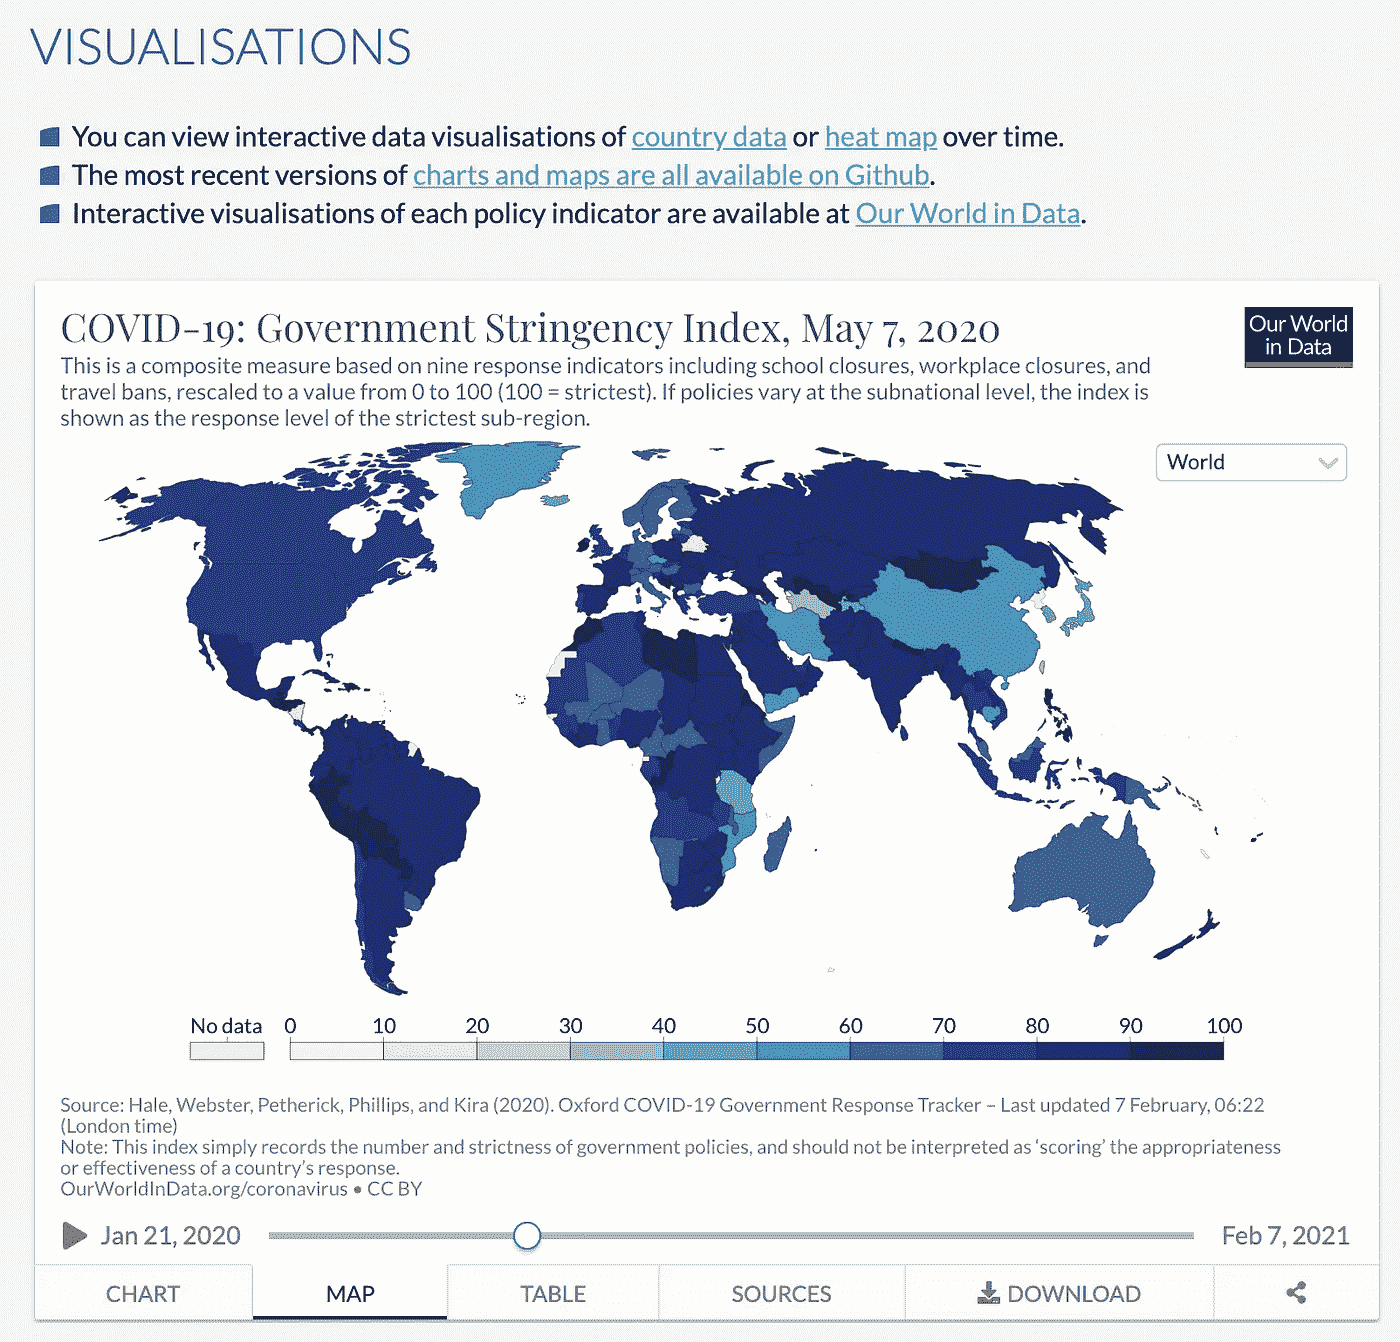 VISUALISATIONS
You can view interactive data visualisations of country data or heat map over time.
The most recent versions of charts and maps are all available on Github.
Interactive visualisations of each policy indicator are available at Our World in Data.
COVID-19: Government Stringency Index, May 7, 2020
Our World
in Data
This is a composite measure based on nine response indicators including school closures, workplace closures, and
travel bans, rescaled to a value from 0 to 100 (100 = strictest). If policies vary at the subnational level, the index is
shown as the response level of the strictest sub-region.
World
No data 0 10 20 30 40 50 60 70 80 90 100
Source: Hale, Webster, Petherick, Phillips, and Kira (2020). Oxford COVID-19 Government Response Tracker – Last updated 7 February, 06:22
(London time)
Note: This index simply records the number and strictness of government policies, and should not be interpreted as ‘scoring’ the appropriateness
or effectiveness of a country’s response.
OurWorldInData.org/coronavirus • CC BY
Jan 21, 2020 Feb 7, 2021
CHART MAP TABLE SOURCES DOWNLOAD